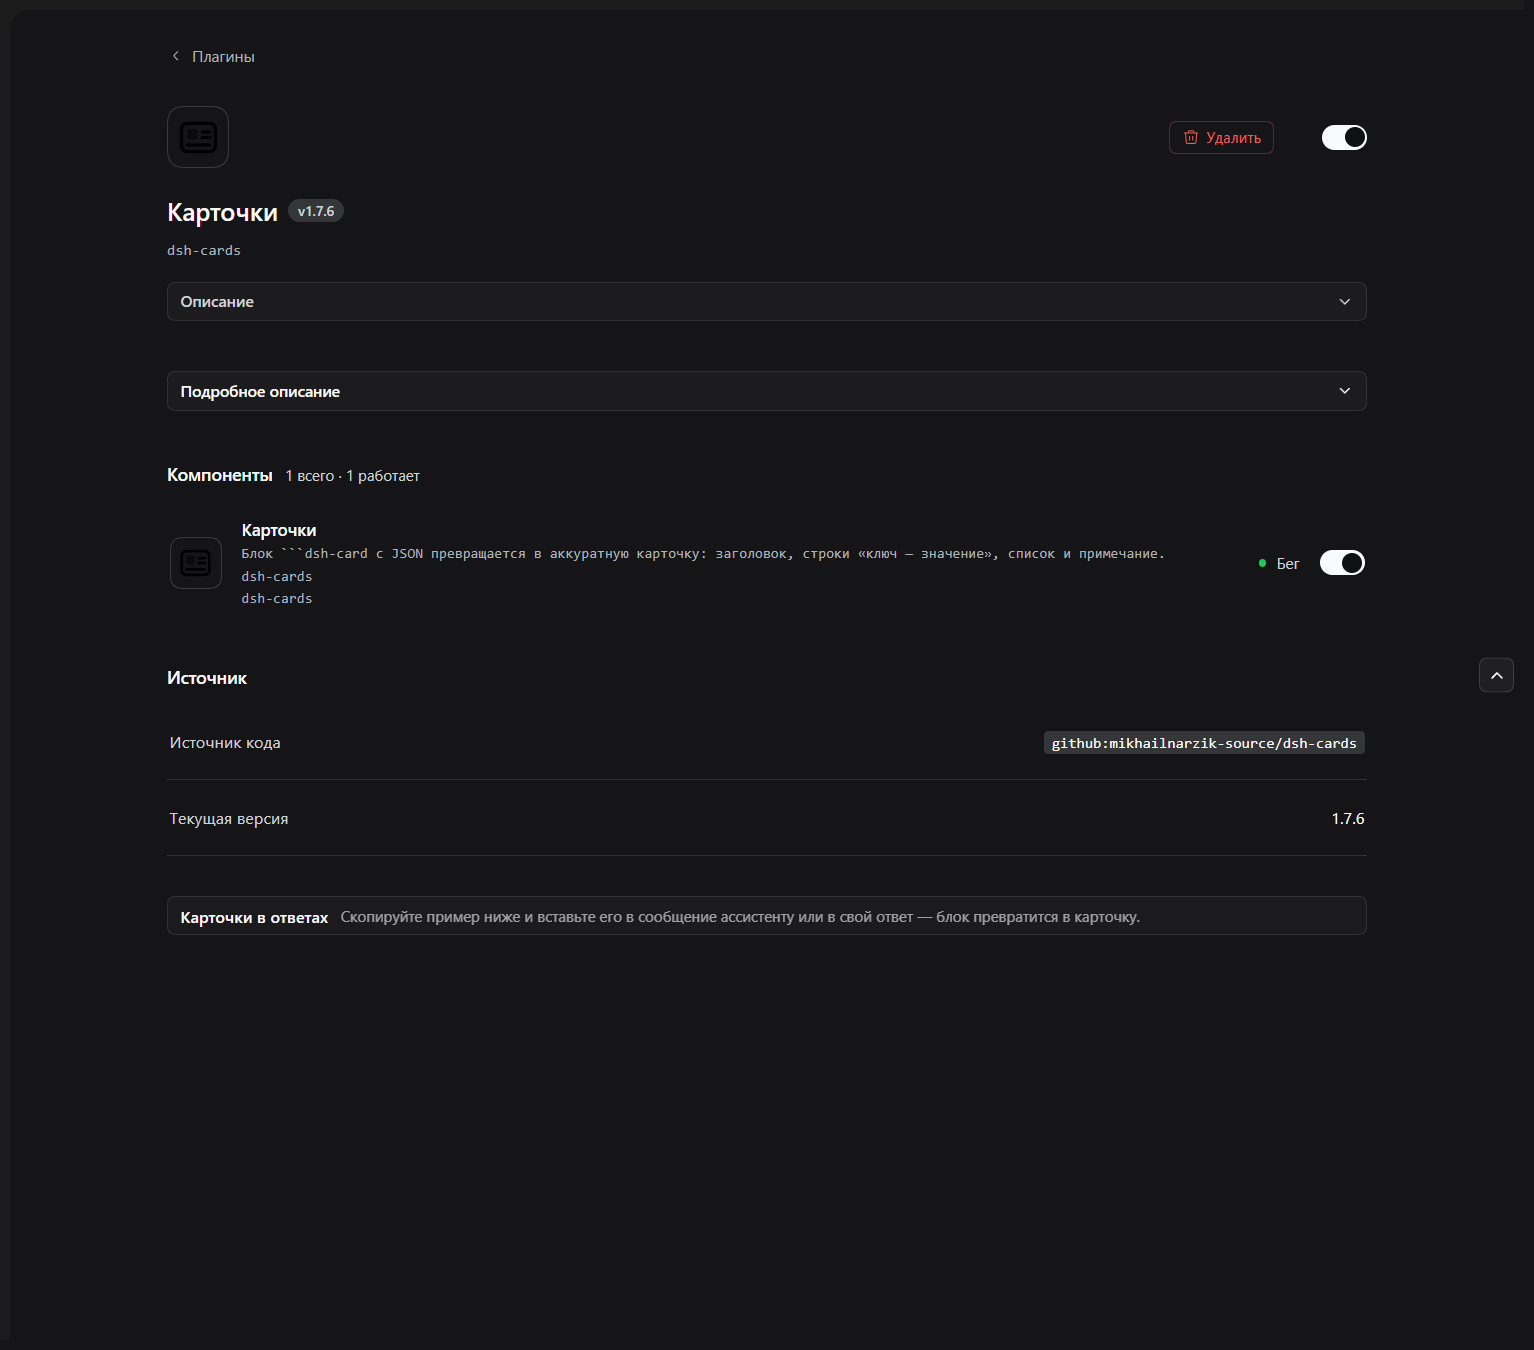 Плагины
Удалить
Карточки v1.7.6
dsh-cards
Описание
Подробное описание
Компоненты 1 всего · 1 работает
Карточки
Блок ```dsh-card с JSON превращается в аккуратную карточку: заголовок, строки «ключ — значение», список и примечание.
Бег
dsh-cards
dsh-cards
Источник
Источник кода github:mikhailnarzik-source/dsh-cards
Текущая версия 1.7.6
Карточки в ответах Скопируйте пример ниже и вставьте его в сообщение ассистенту или в свой ответ — блок превратится в карточку.